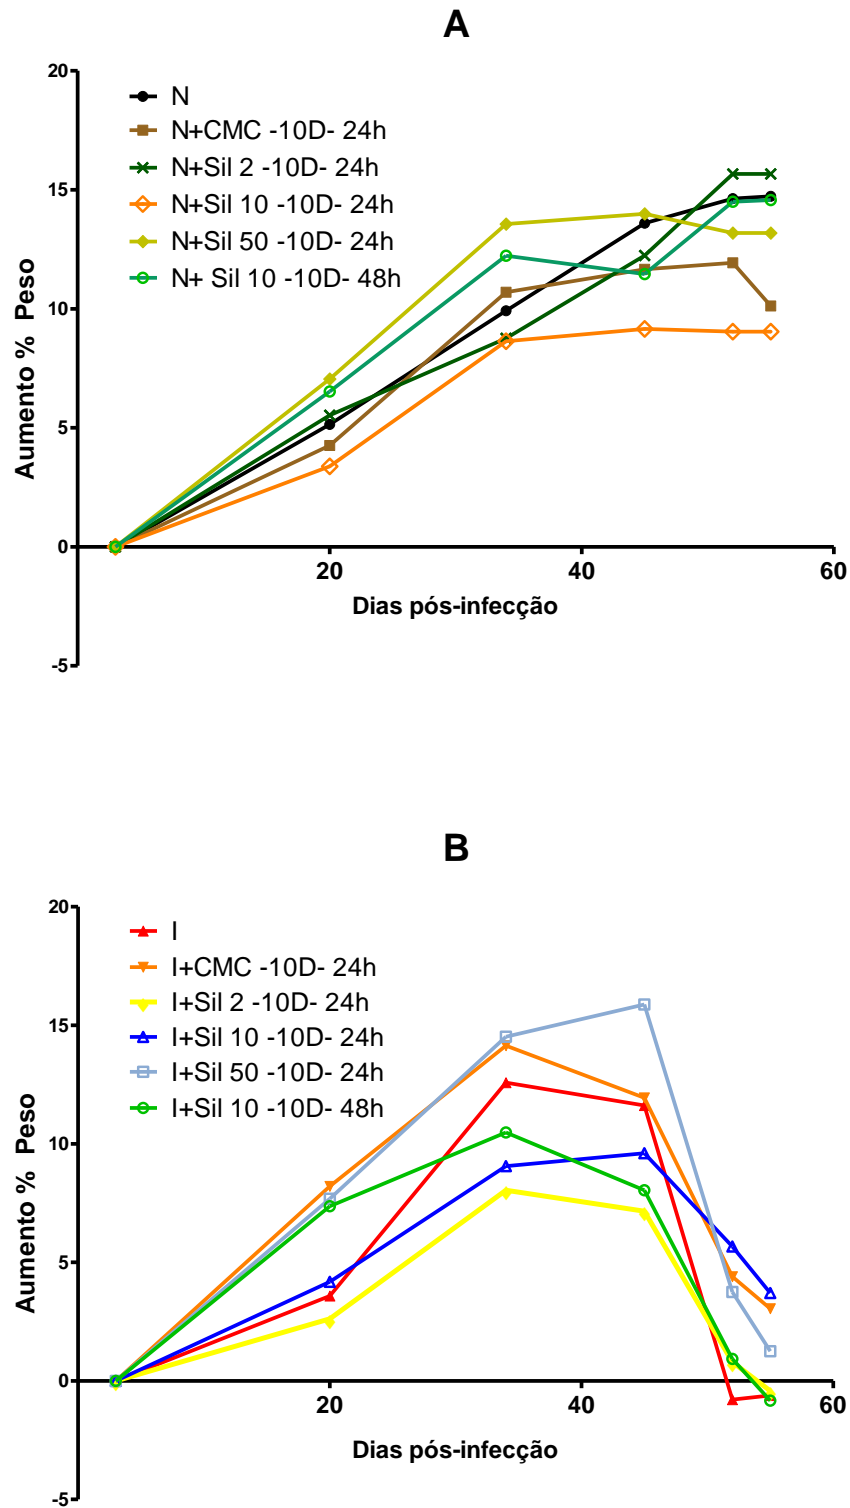 A
20
15
10
5
0
-5
Aumento % Peso
N
N+CMC -10D- 24h
N+Sil 2 -10D- 24h
N+Sil 10 -10D- 24h
N+Sil 50 -10D- 24h
N+ Sil 10 -10D- 48h
20 40 60
Dias pós-infecção
B
20
15
10
5
0
-5
Aumento % Peso
I
I+CMC -10D- 24h
I+Sil 2 -10D- 24h
I+Sil 10 -10D- 24h
I+Sil 50 -10D- 24h
I+Sil 10 -10D- 48h
20 40 60
Dias pós-infecção